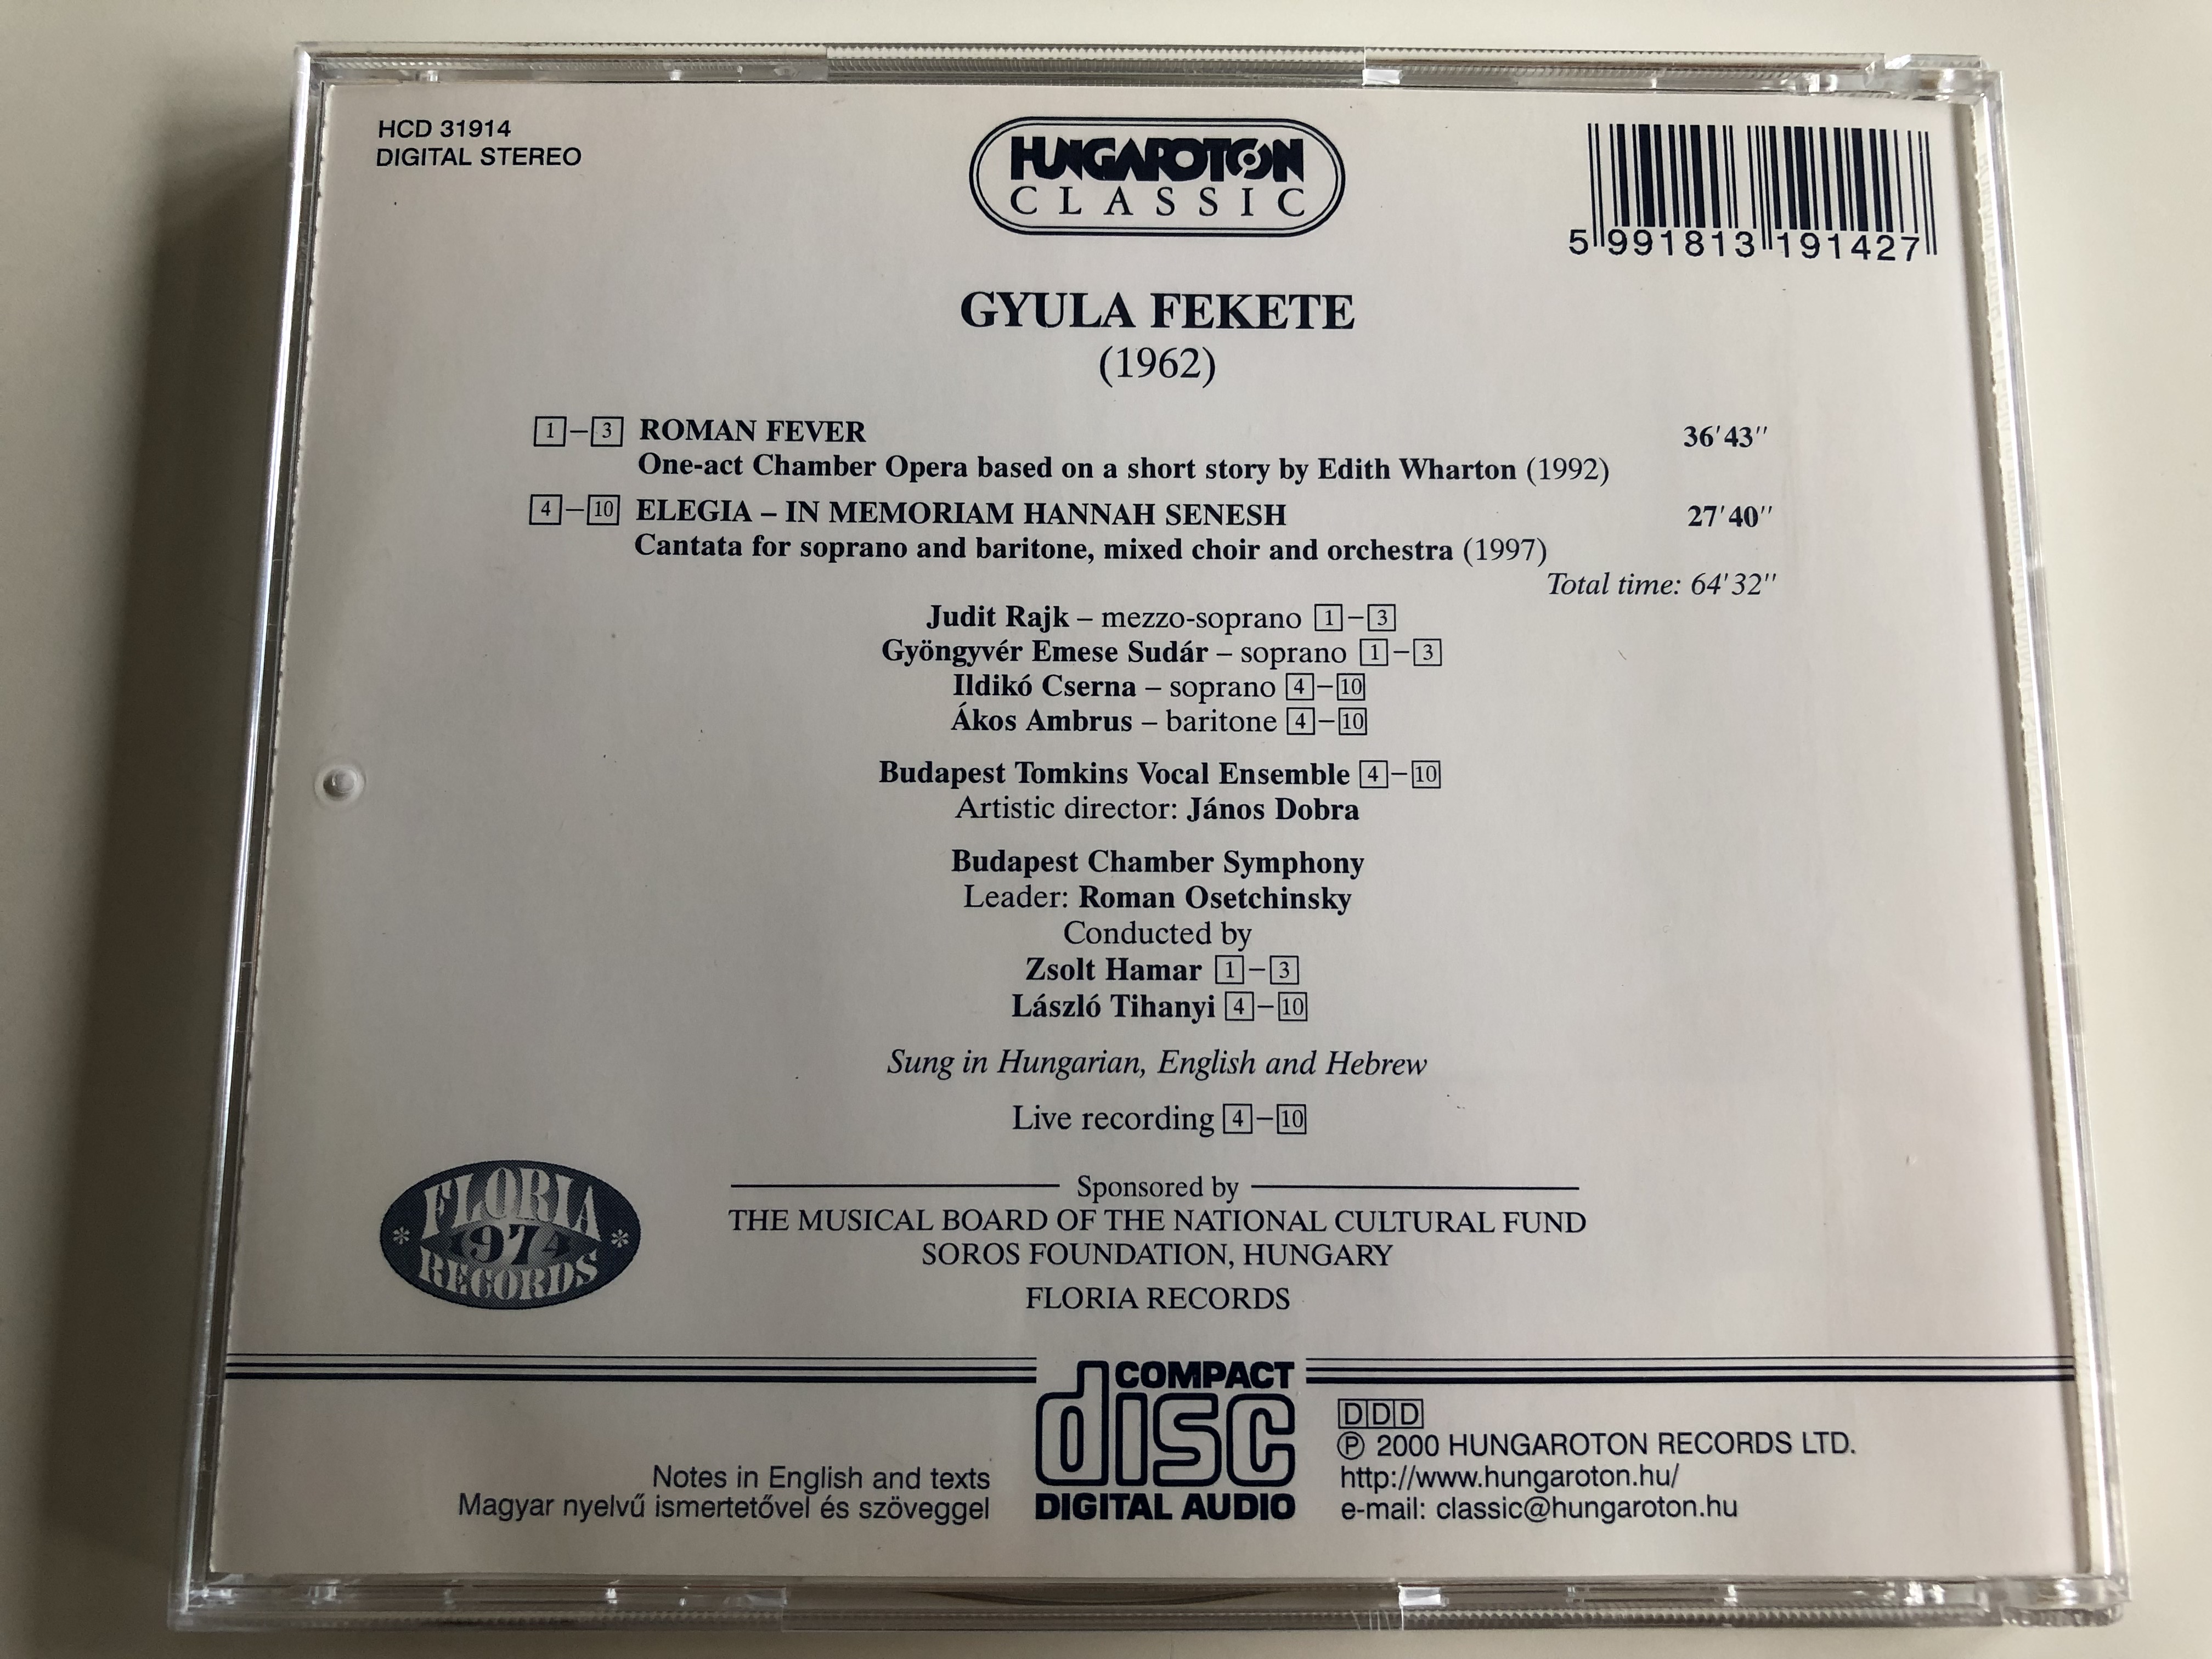 HCD 31914
DIGITAL STEREO
HUNGAROTON
CLASSIC
5 991813 191427
GYULA FEKETE
(1962)
1–3 ROMAN FEVER 36'43''
One-act Chamber Opera based on a short story by Edith Wharton (1992)
4–10 ELEGIA – IN MEMORIAM HANNAH SENESH 27'40''
Cantata for soprano and baritone, mixed choir and orchestra (1997)
Total time: 64'32''
Judit Rajk – mezzo-soprano 1–3
Gyöngyvér Emese Sudár – soprano 1–3
Ildikó Cserna – soprano 4–10
Ákos Ambrus – baritone 4–10
Budapest Tomkins Vocal Ensemble 4–10
Artistic director: János Dobra
Budapest Chamber Symphony
Leader: Roman Osetchinsky
Conducted by
Zsolt Hamar 1–3
László Tihanyi 4–10
Sung in Hungarian, English and Hebrew
Live recording 4–10
FLORIA
* 97 *
RECORDS
Sponsored by
THE MUSICAL BOARD OF THE NATIONAL CULTURAL FUND
SOROS FOUNDATION, HUNGARY
FLORIA RECORDS
COMPACT
disc
DIGITAL AUDIO
Notes in English and texts
Magyar nyelvű ismertetővel és szöveggel
DDD
Ⓟ 2000 HUNGAROTON RECORDS LTD.
http://www.hungaroton.hu/
e-mail: classic@hungaroton.hu